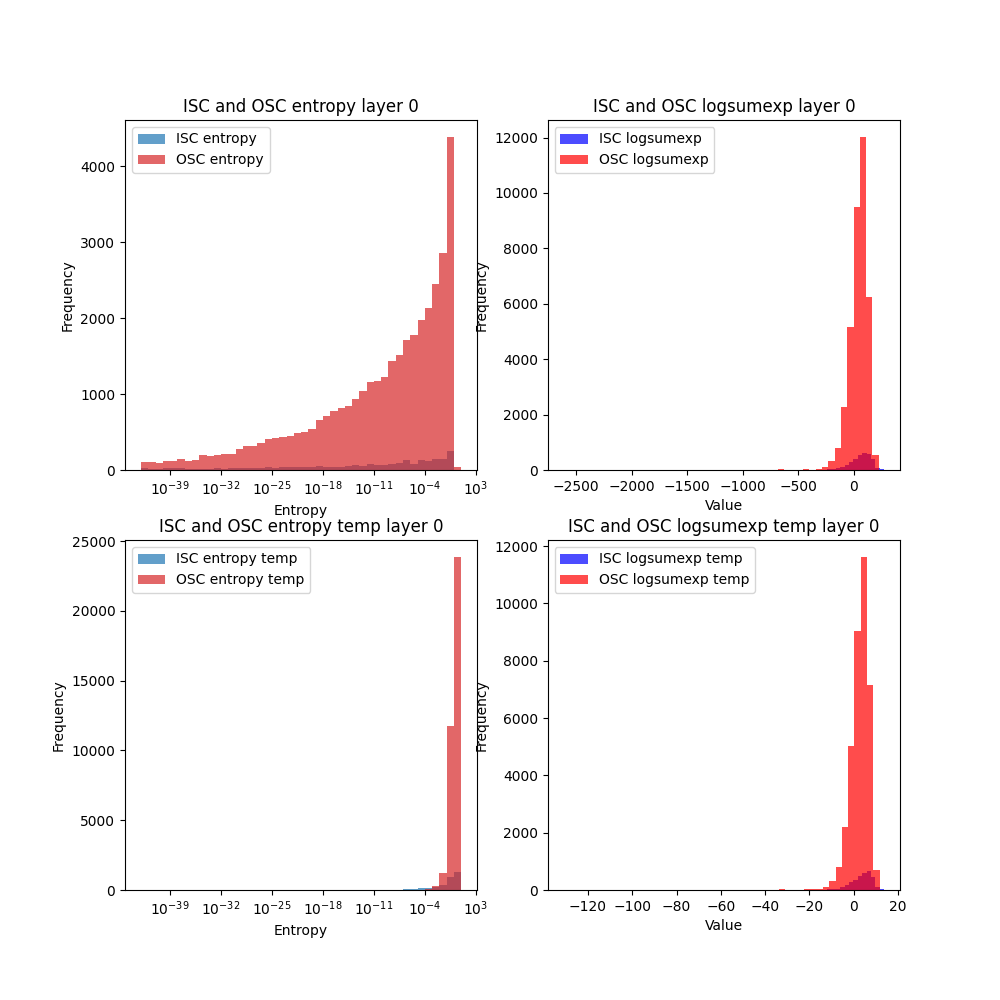 ISC and OSC entropy layer 0
ISC entropy
OSC entropy
Frequency
4000
3000
2000
1000
0
10⁻³⁹ 10⁻³² 10⁻²⁵ 10⁻¹⁸ 10⁻¹¹ 10⁻⁴ 10³
Entropy
ISC and OSC logsumexp layer 0
ISC logsumexp
OSC logsumexp
Frequency
12000
10000
8000
6000
4000
2000
0
−2500 −2000 −1500 −1000 −500 0
Value
ISC and OSC entropy temp layer 0
ISC entropy temp
OSC entropy temp
Frequency
25000
20000
15000
10000
5000
0
10⁻³⁹ 10⁻³² 10⁻²⁵ 10⁻¹⁸ 10⁻¹¹ 10⁻⁴ 10³
Entropy
ISC and OSC logsumexp temp layer 0
ISC logsumexp temp
OSC logsumexp temp
Frequency
12000
10000
8000
6000
4000
2000
0
−120 −100 −80 −60 −40 −20 0 20
Value